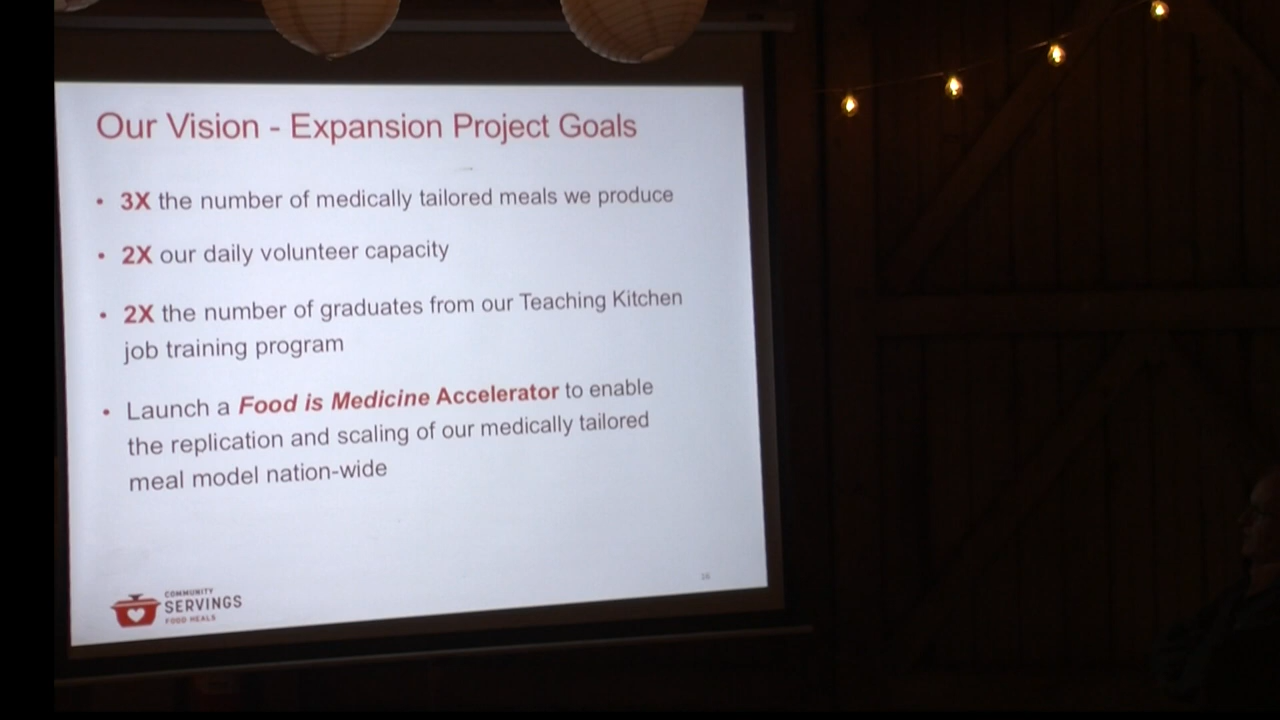 Our Vision - Expansion Project Goals
• 3X the number of medically tailored meals we produce
• 2X our daily volunteer capacity
• 2X the number of graduates from our Teaching Kitchen
job training program
• Launch a Food is Medicine Accelerator to enable
the replication and scaling of our medically tailored
meal model nation-wide
COMMUNITY
SERVINGS
FOOD HEALS